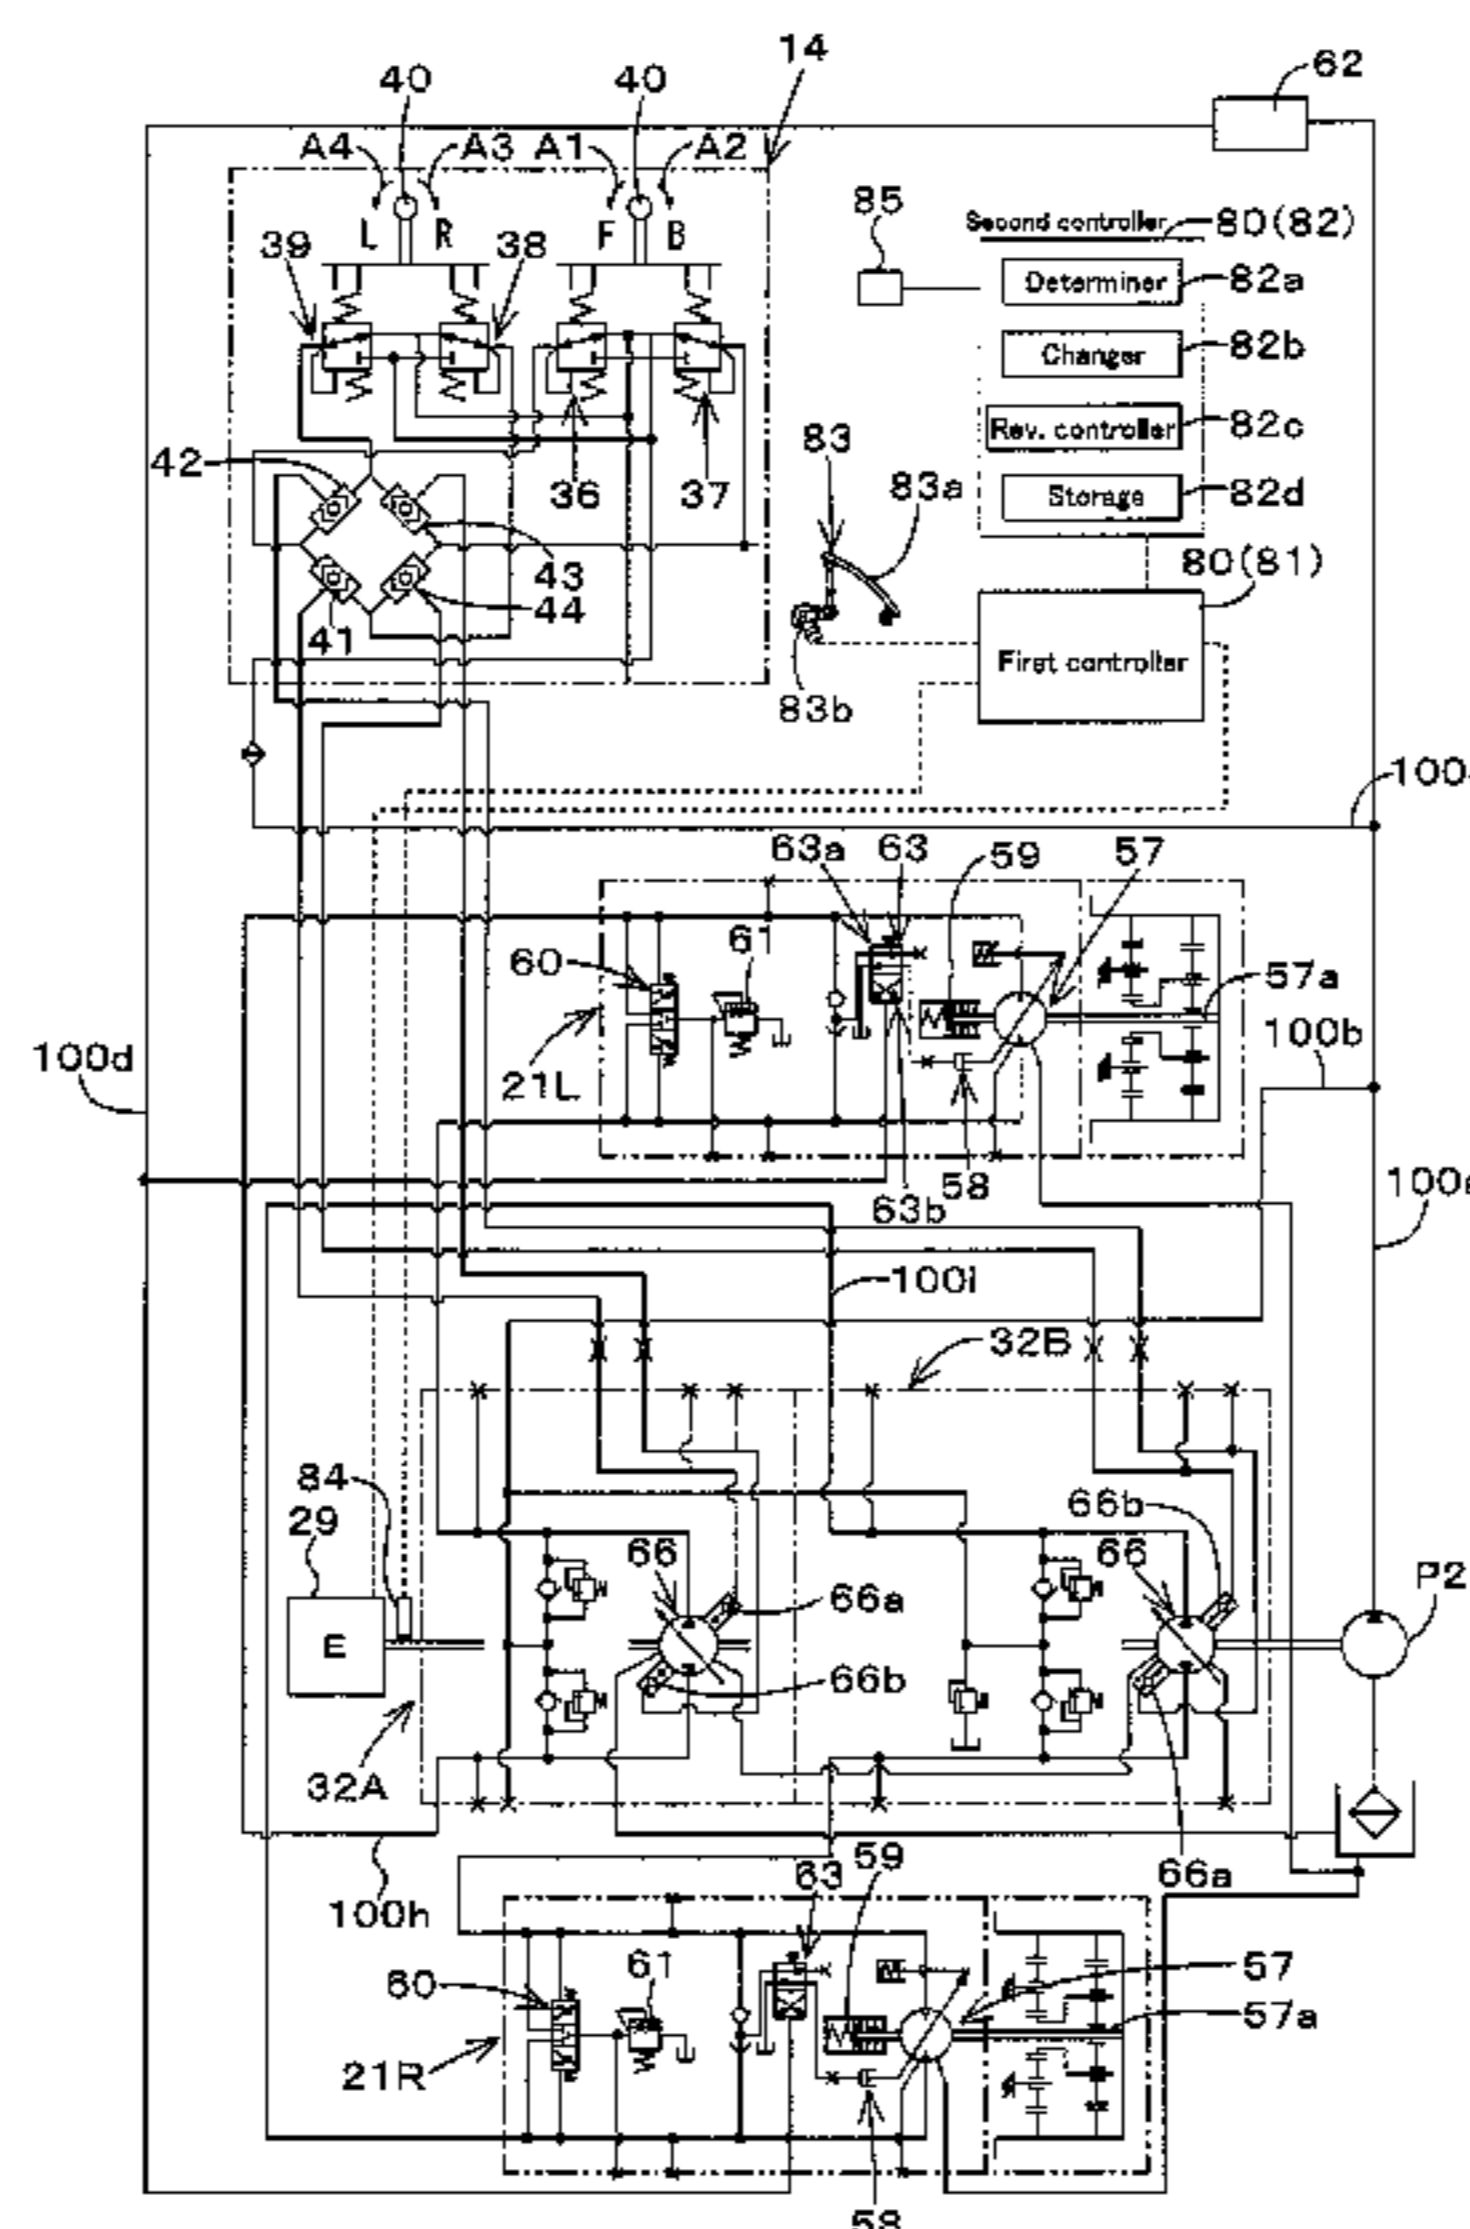 14
62
40 40
A4 A3 A1 A2
85
Second controller 80(82)
L R F B
39 38
Determiner 82a
Changer 82b
83 Rev. controller 82c
42 36 37 83a
Storage 82d
43
44
80(81)
41
First controller
83b
100
63a 63 59 57
60 61
57a
100d 100b
21L
58
63b
100i
32B
84
29
66b
66 66
66a P2
E
66b
32A
66a
100h
63 59
60 61 57
57a
21R
58